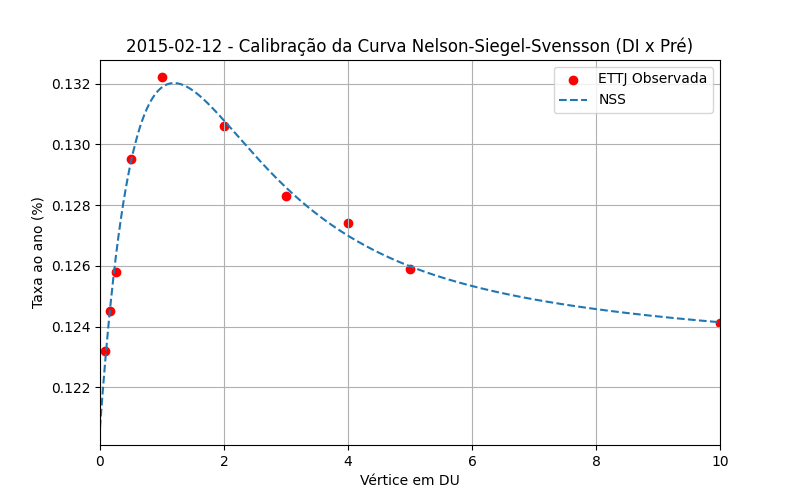 2015-02-12 - Calibração da Curva Nelson-Siegel-Svensson (DI x Pré)
ETTJ Observada
NSS
Taxa ao ano (%)
0.132
0.130
0.128
0.126
0.124
0.122
0 2 4 6 8 10
Vértice em DU